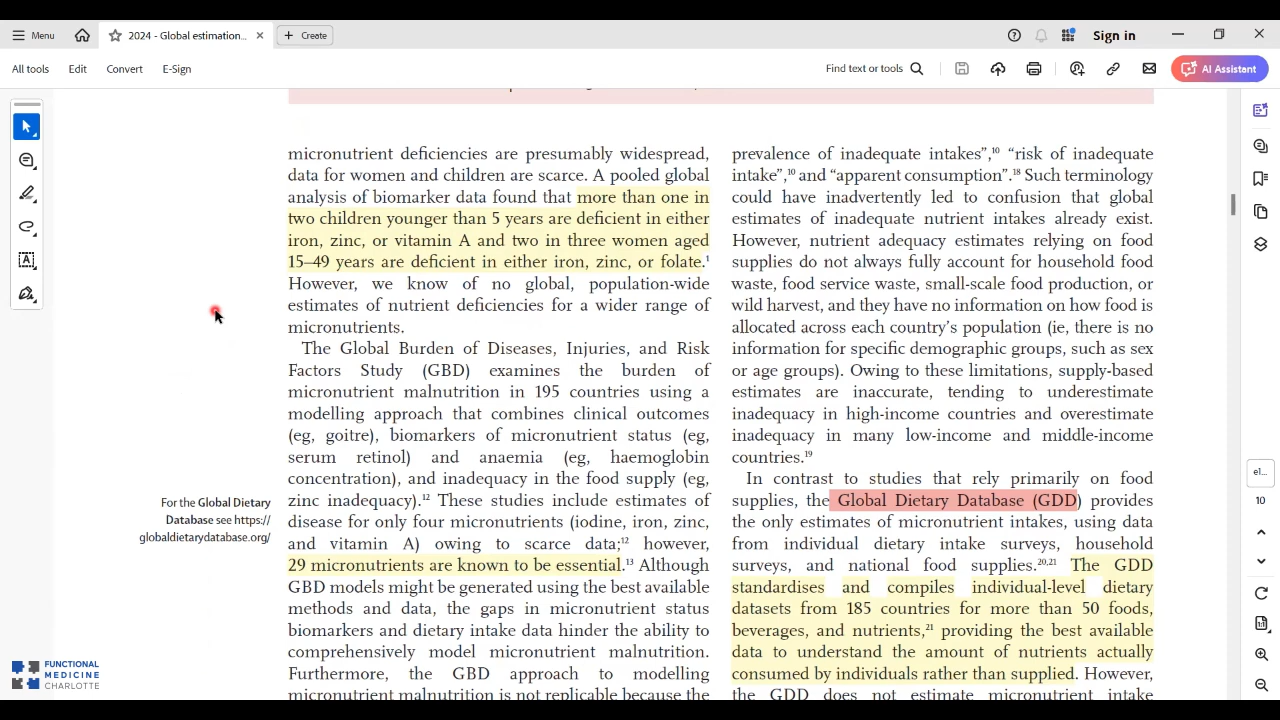 Menu
2024 - Global estimation...
Create
Sign in
All tools
Edit
Convert
E-Sign
Find text or tools
AI Assistant
micronutrient deficiencies are presumably widespread,
data for women and children are scarce. A pooled global
analysis of biomarker data found that more than one in
two children younger than 5 years are deficient in either
iron, zinc, or vitamin A and two in three women aged
15–49 years are deficient in either iron, zinc, or folate.¹
However, we know of no global, population-wide
estimates of nutrient deficiencies for a wider range of
micronutrients.
The Global Burden of Diseases, Injuries, and Risk
Factors Study (GBD) examines the burden of
micronutrient malnutrition in 195 countries using a
modelling approach that combines clinical outcomes
(eg, goitre), biomarkers of micronutrient status (eg,
serum retinol) and anaemia (eg, haemoglobin
concentration), and inadequacy in the food supply (eg,
zinc inadequacy).¹² These studies include estimates of
disease for only four micronutrients (iodine, iron, zinc,
and vitamin A) owing to scarce data;¹² however,
29 micronutrients are known to be essential.¹³ Although
GBD models might be generated using the best available
methods and data, the gaps in micronutrient status
biomarkers and dietary intake data hinder the ability to
comprehensively model micronutrient malnutrition.
Furthermore, the GBD approach to modelling
micronutrient malnutrition is not replicable because the
For the Global Dietary
Database see https://
globaldietarydatabase.org/
prevalence of inadequate intakes”,¹⁰ “risk of inadequate
intake”,¹⁰ and “apparent consumption”.¹⁸ Such terminology
could have inadvertently led to confusion that global
estimates of inadequate nutrient intakes already exist.
However, nutrient adequacy estimates relying on food
supplies do not always fully account for household food
waste, food service waste, small-scale food production, or
wild harvest, and they have no information on how food is
allocated across each country’s population (ie, there is no
information for specific demographic groups, such as sex
or age groups). Owing to these limitations, supply-based
estimates are inaccurate, tending to underestimate
inadequacy in high-income countries and overestimate
inadequacy in many low-income and middle-income
countries.¹⁹
In contrast to studies that rely primarily on food
supplies, the Global Dietary Database (GDD) provides
the only estimates of micronutrient intakes, using data
from individual dietary intake surveys, household
surveys, and national food supplies.²⁰,²¹ The GDD
standardises and compiles individual-level dietary
datasets from 185 countries for more than 50 foods,
beverages, and nutrients,²¹ providing the best available
data to understand the amount of nutrients actually
consumed by individuals rather than supplied. However,
the GDD does not estimate micronutrient intake
el...
10
FUNCTIONAL
MEDICINE
CHARLOTTE